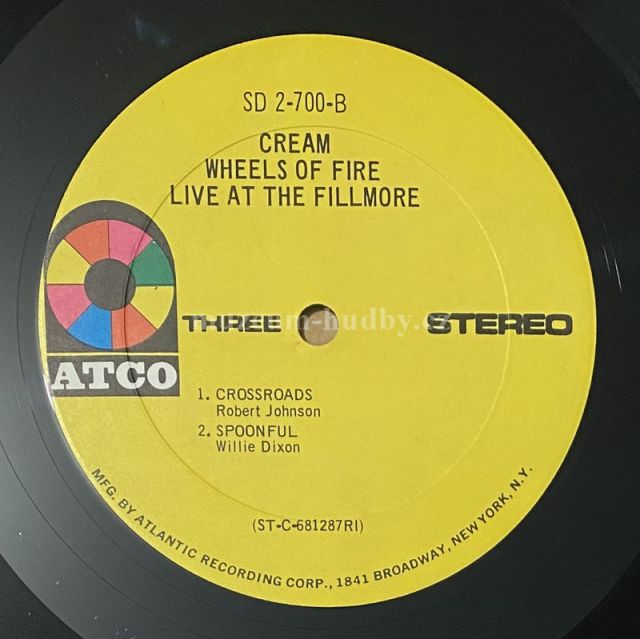 SD 2-700-B
CREAM
WHEELS OF FIRE
LIVE AT THE FILLMORE
THREE
STEREO
ATCO
1. CROSSROADS
Robert Johnson
2. SPOONFUL
Willie Dixon
(ST-C-681287RI)
MFG. BY ATLANTIC RECORDING CORP., 1841 BROADWAY, NEW YORK, N.Y.